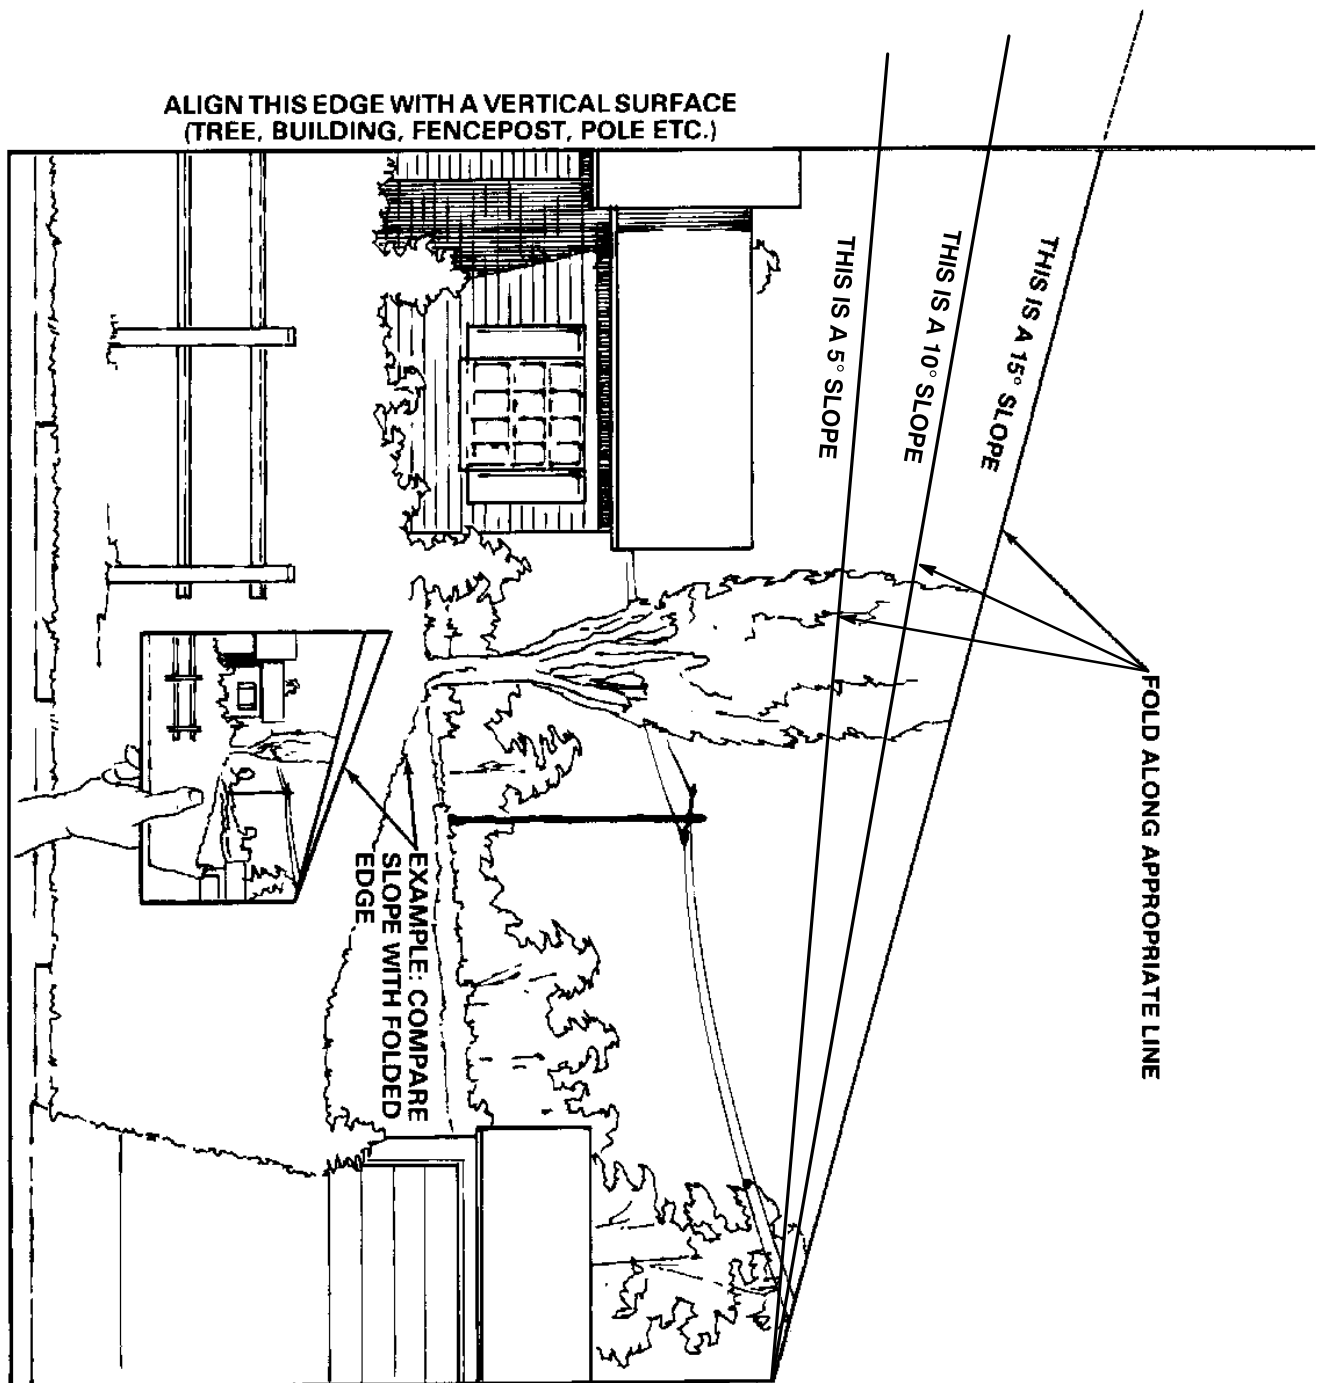 ALIGN THIS EDGE WITH A VERTICAL SURFACE
(TREE, BUILDING, FENCEPOST, POLE ETC.)
THIS IS A 15° SLOPE
THIS IS A 10° SLOPE
THIS IS A 5° SLOPE
FOLD ALONG APPROPRIATE LINE
EXAMPLE: COMPARE
SLOPE WITH FOLDED
EDGE